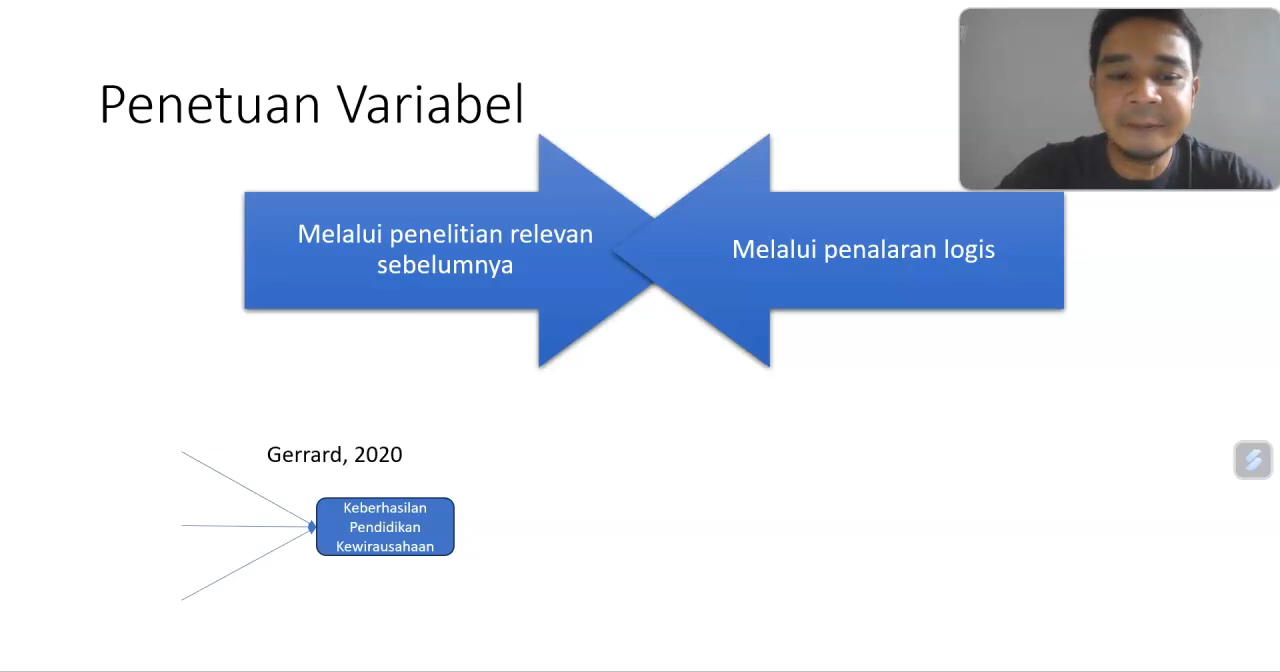 Penetuan Variabel
Melalui penelitian relevan
sebelumnya
Melalui penalaran logis
Gerrard, 2020
Keberhasilan
Pendidikan
Kewirausahaan